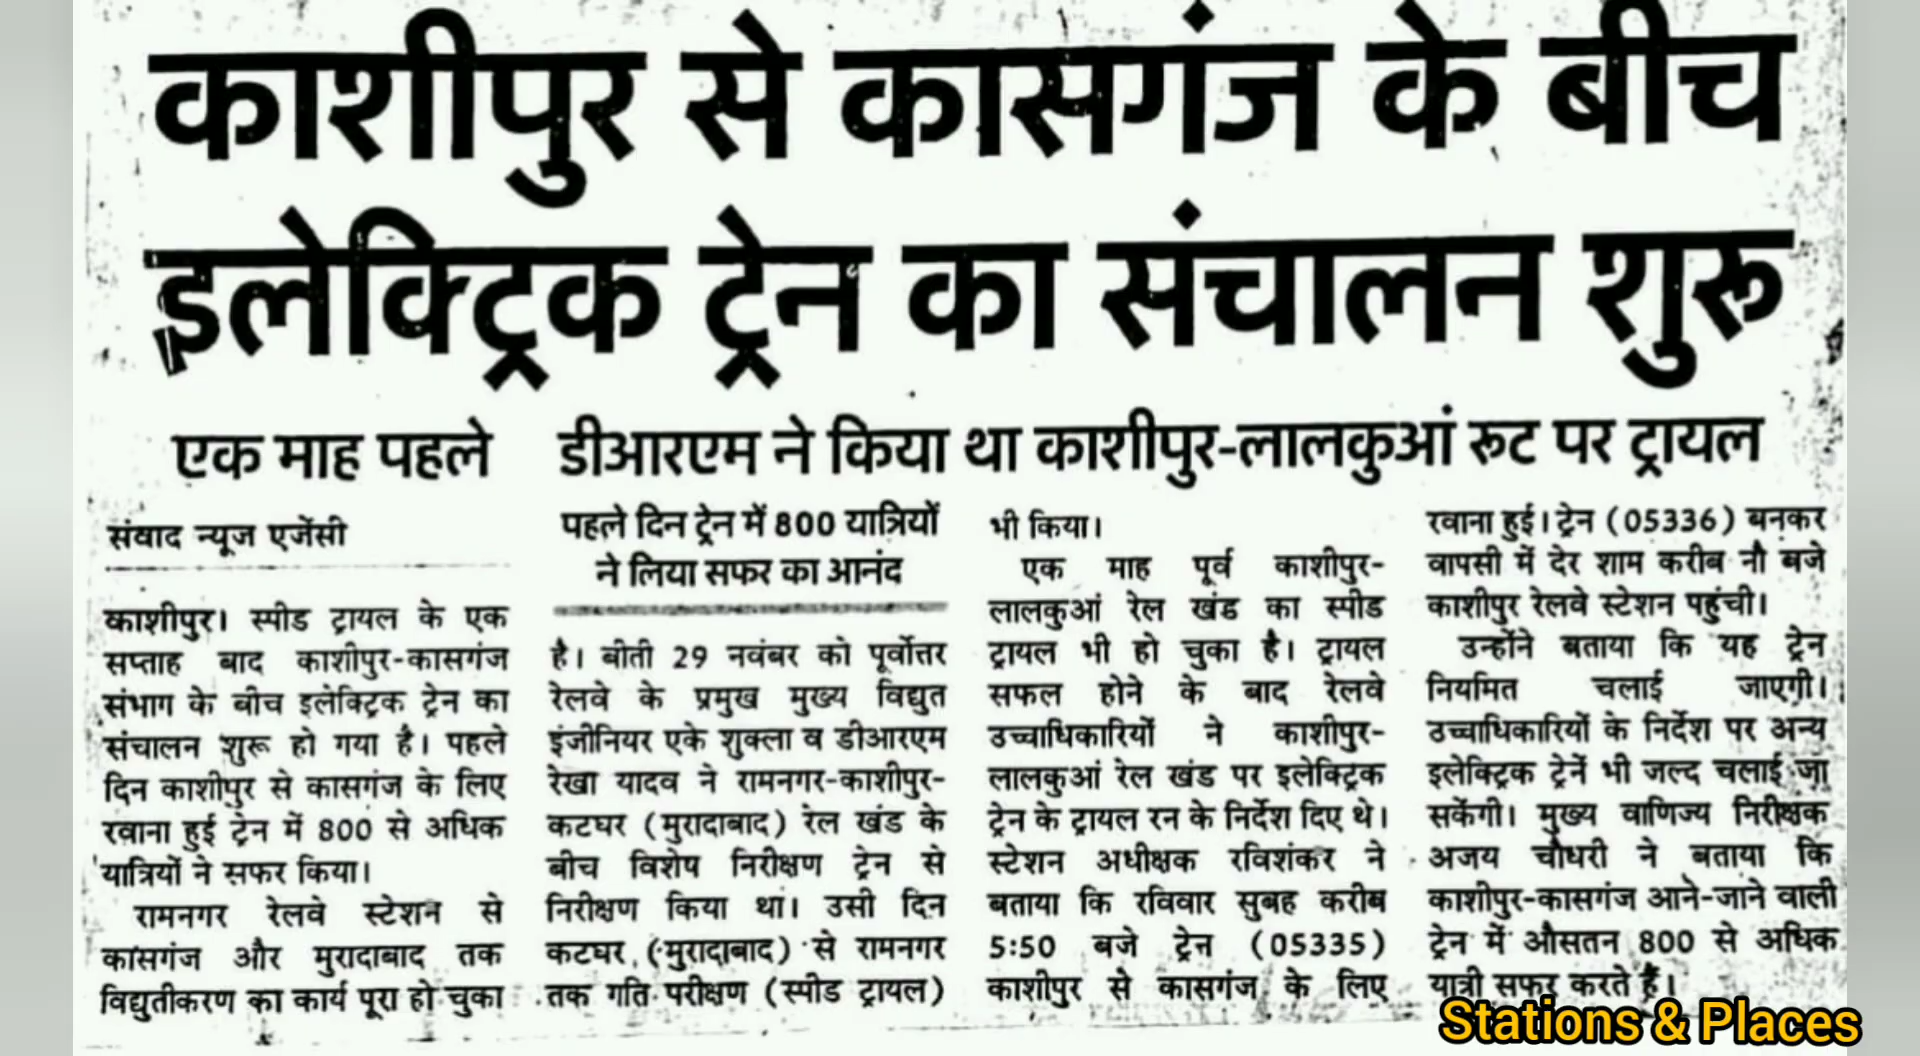 काशीपुर से कासगंज के बीच
इलेक्ट्रिक ट्रेन का संचालन शुरू
एक माह पहले डीआरएम ने किया था काशीपुर-लालकुआं रूट पर ट्रायल
संवाद न्यूज एजेंसी
काशीपुर। स्पीड ट्रायल के एक
सप्ताह बाद काशीपुर-कासगंज
संभाग के बीच इलेक्ट्रिक ट्रेन का
संचालन शुरू हो गया है। पहले
दिन काशीपुर से कासगंज के लिए
रवाना हुई ट्रेन में 800 से अधिक
यात्रियों ने सफर किया।
रामनगर रेलवे स्टेशन से
कासगंज और मुरादाबाद तक
विद्युतीकरण का कार्य पूरा हो चुका
पहले दिन ट्रेन में 800 यात्रियों
ने लिया सफर का आनंद
है। बीती 29 नवंबर को पूर्वोत्तर
रेलवे के प्रमुख मुख्य विद्युत
इंजीनियर एके शुक्ला व डीआरएम
रेखा यादव ने रामनगर-काशीपुर-
कटघर (मुरादाबाद) रेल खंड के
बीच विशेष निरीक्षण ट्रेन से
निरीक्षण किया था। उसी दिन
कटघर (मुरादाबाद) से रामनगर
तक गति परीक्षण (स्पीड ट्रायल)
भी किया।
एक माह पूर्व काशीपुर-
लालकुआं रेल खंड का स्पीड
ट्रायल भी हो चुका है। ट्रायल
सफल होने के बाद रेलवे
उच्चाधिकारियों ने काशीपुर-
लालकुआं रेल खंड पर इलेक्ट्रिक
ट्रेन के ट्रायल रन के निर्देश दिए थे।
स्टेशन अधीक्षक रविशंकर ने
बताया कि रविवार सुबह करीब
5:50 बजे ट्रेन (05335)
काशीपुर से कासगंज के लिए
रवाना हुई। ट्रेन (05336) बनकर
वापसी में देर शाम करीब नौ बजे
काशीपुर रेलवे स्टेशन पहुंची।
उन्होंने बताया कि यह ट्रेन
नियमित चलाई जाएगी।
उच्चाधिकारियों के निर्देश पर अन्य
इलेक्ट्रिक ट्रेनें भी जल्द चलाई जा
सकेंगी। मुख्य वाणिज्य निरीक्षक
अजय चौधरी ने बताया कि
काशीपुर-कासगंज आने-जाने वाली
ट्रेन में औसतन 800 से अधिक
यात्री सफर करते हैं।
Stations & Places